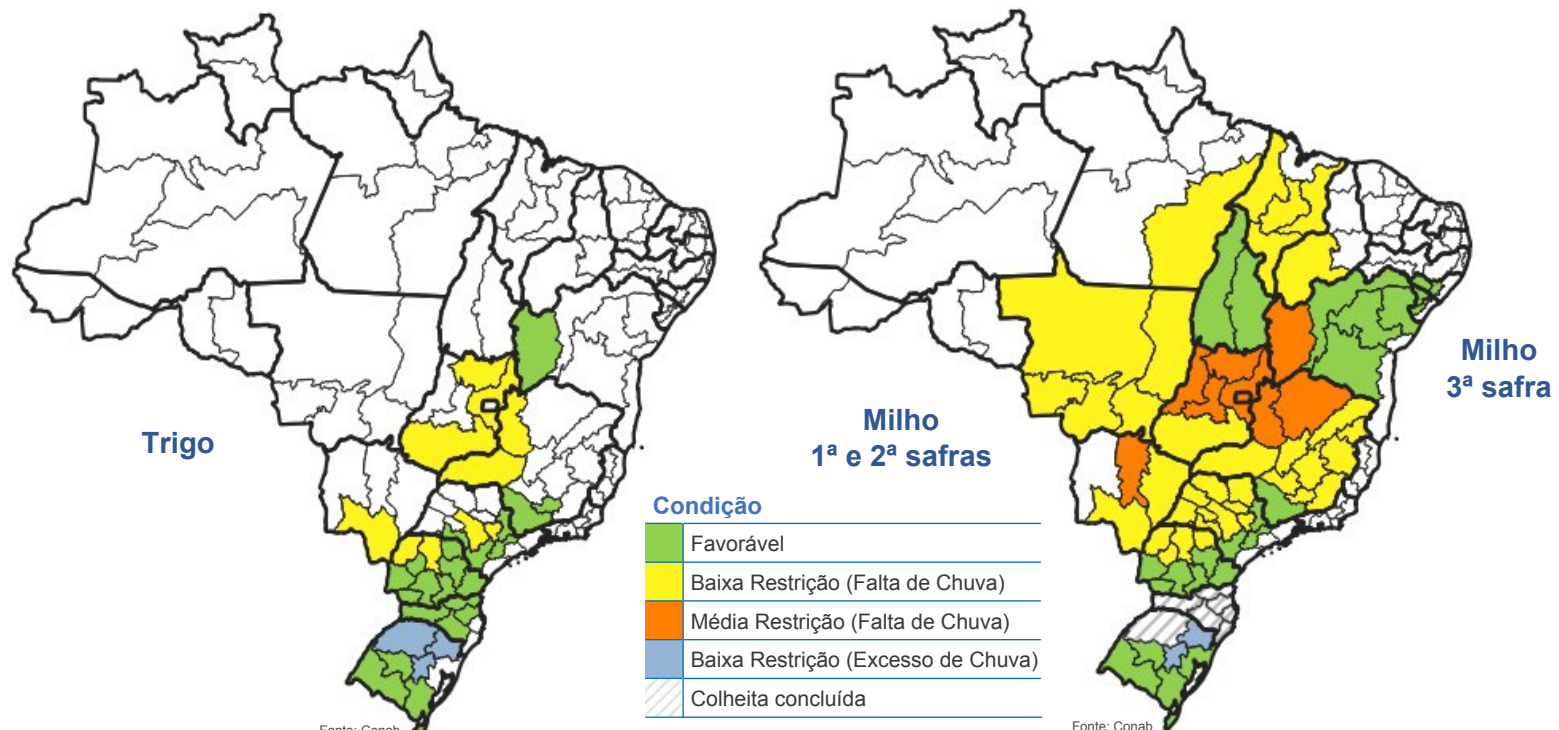 Trigo
Milho
1ª e 2ª safras
Milho
3ª safra
Condição
Favorável
Baixa Restrição (Falta de Chuva)
Média Restrição (Falta de Chuva)
Baixa Restrição (Excesso de Chuva)
Colheita concluída
Fonte: Conab
Fonte: Conab